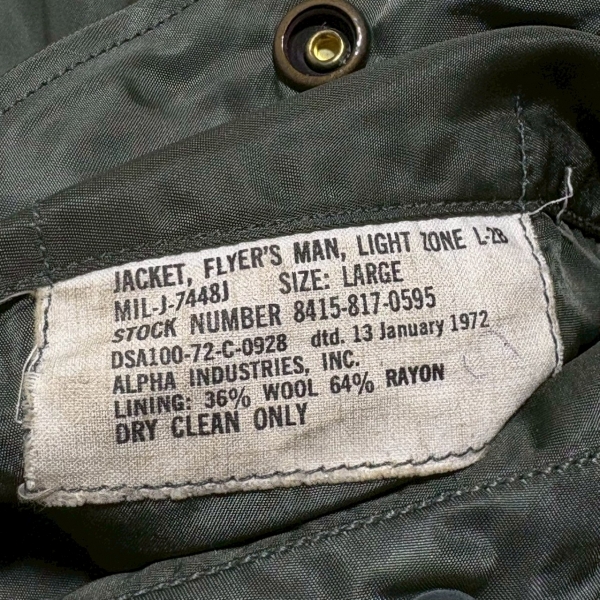 JACKET, FLYER'S MAN, LIGHT ZONE L-2B
MIL-J-7448J SIZE: LARGE
STOCK NUMBER 8415-817-0595
DSA100-72-C-0928 dtd. 13 January 1972
ALPHA INDUSTRIES, INC.
LINING: 36% WOOL 64% RAYON
DRY CLEAN ONLY